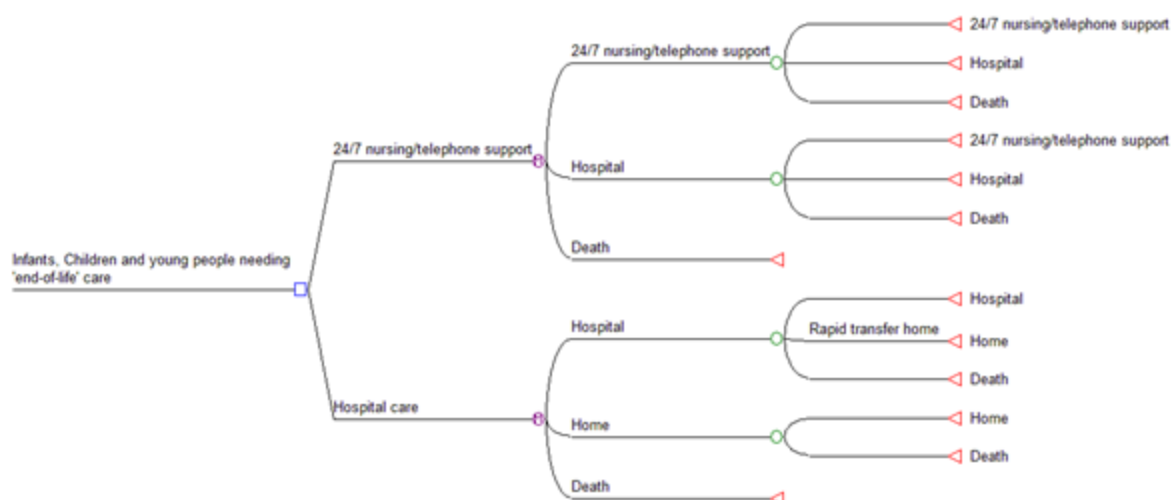 24/7 nursing/telephone support
24/7 nursing/telephone support
Hospital
Death
24/7 nursing/telephone support
24/7 nursing/telephone support
Hospital
Hospital
Death
Death
Infants, Children and young people needing
'end-of-life' care
Hospital
Hospital
Rapid transfer home
Home
Death
Hospital care
Home
Home
Death
Death